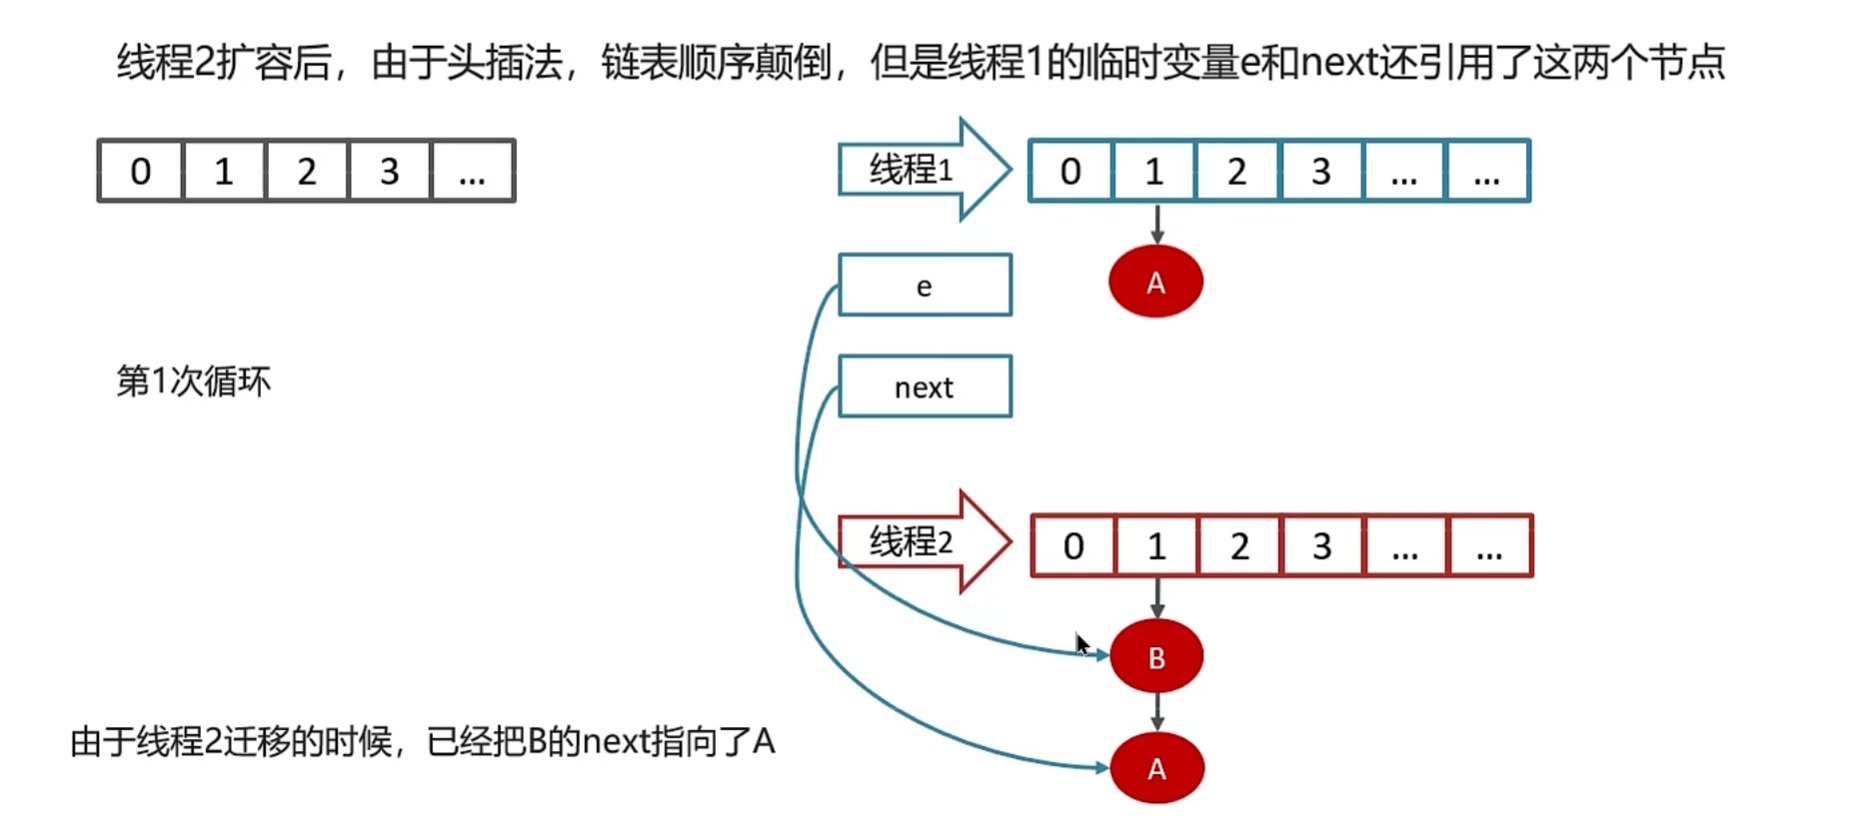 线程2扩容后，由于头插法，链表顺序颠倒，但是线程1的临时变量e和next还引用了这两个节点
0 1 2 3 ...
线程1
0 1 2 3 ... ...
A
e
next
第1次循环
线程2
0 1 2 3 ... ...
B
由于线程2迁移的时候，已经把B的next指向了A
A